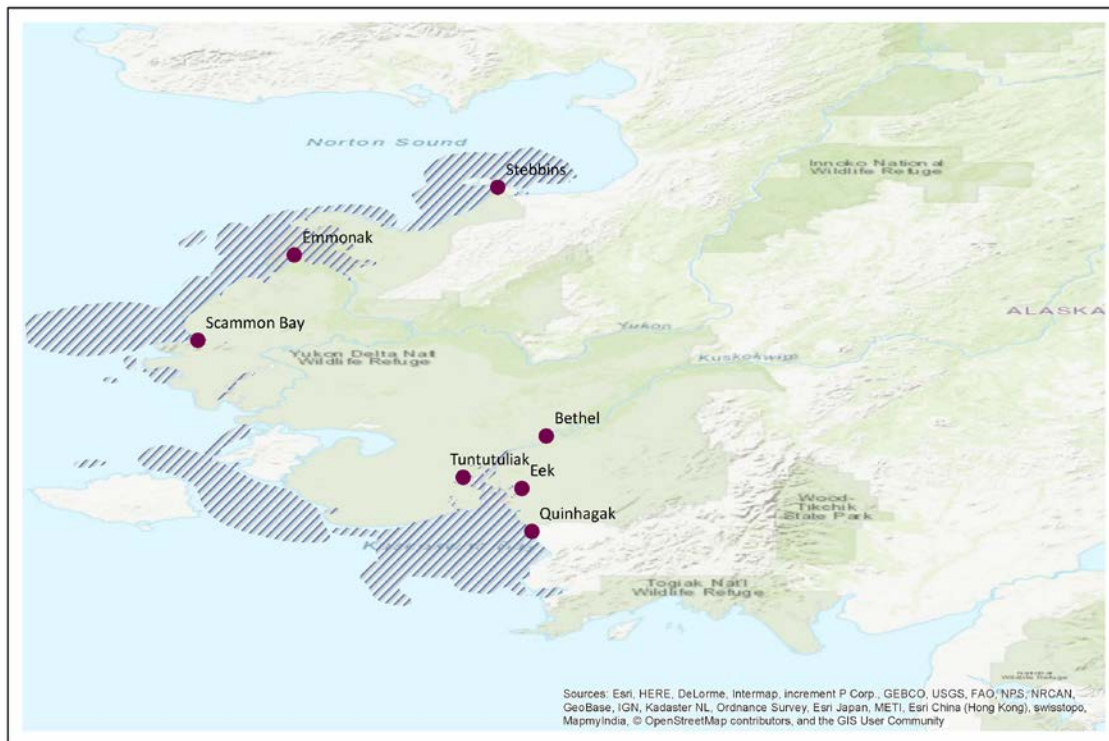 Norton Sound
Stebbins
Innoko National
Wildlife Refuge
Emmonak
Scammon Bay
Yukon
ALASKA
Yukon Delta Nat'l
Wildlife Refuge
Kuskokwim
Bethel
Tuntutuliak
Eek
Wood-
Tikchik
State Park
Quinhagak
Togiak Nat'l
Wildlife Refuge
Wildlife Refuge
Sources: Esri, HERE, DeLorme, Intermap, increment P Corp., GEBCO, USGS, FAO, NPS, NRCAN,
GeoBase, IGN, Kadaster NL, Ordnance Survey, Esri Japan, METI, Esri China (Hong Kong), swisstopo,
MapmyIndia, © OpenStreetMap contributors, and the GIS User Community